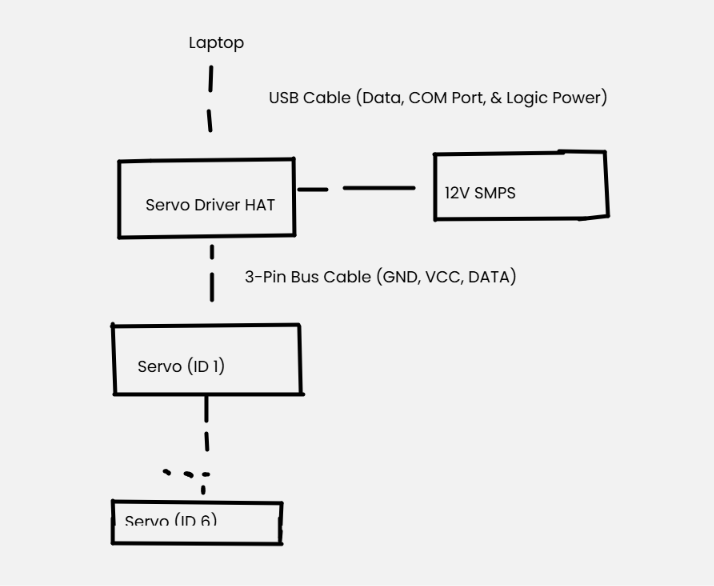 Laptop
USB Cable (Data, COM Port, & Logic Power)
Servo Driver HAT
12V SMPS
3-Pin Bus Cable (GND, VCC, DATA)
Servo (ID 1)
Servo (ID 6)